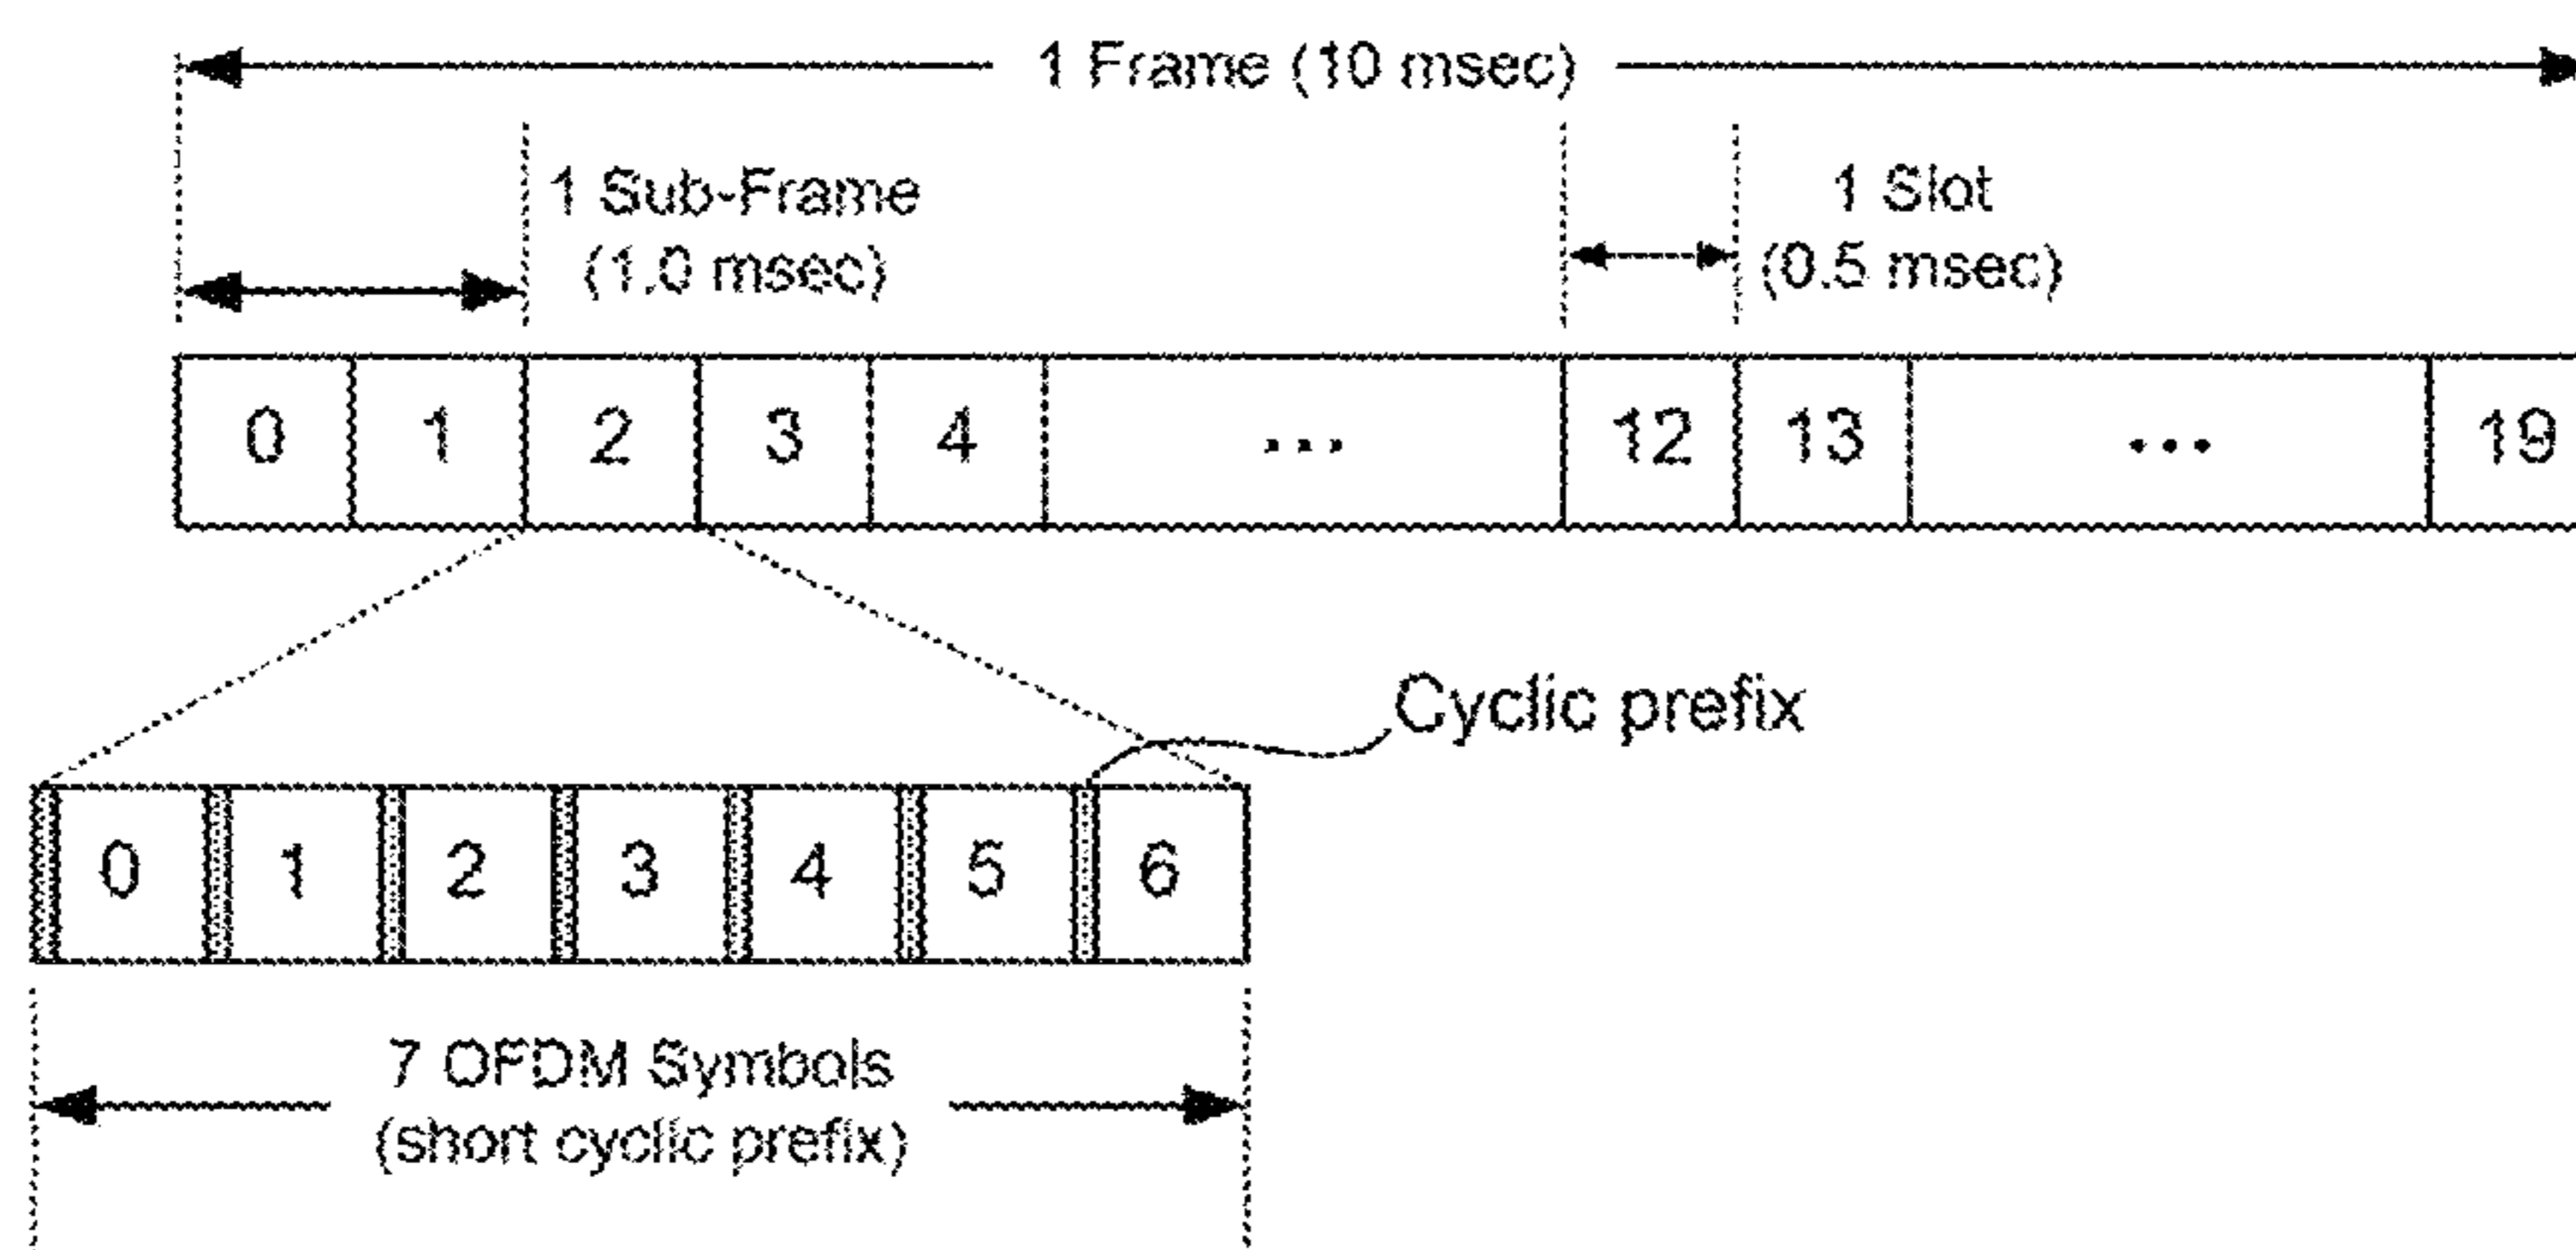 1 Frame (10 msec)
1 Sub-Frame
(1.0 msec)
1 Slot
(0.5 msec)
0 1 2 3 4 ... 12 13 ... 19
Cyclic prefix
0 1 2 3 4 5 6
7 OFDM Symbols
(short cyclic prefix)